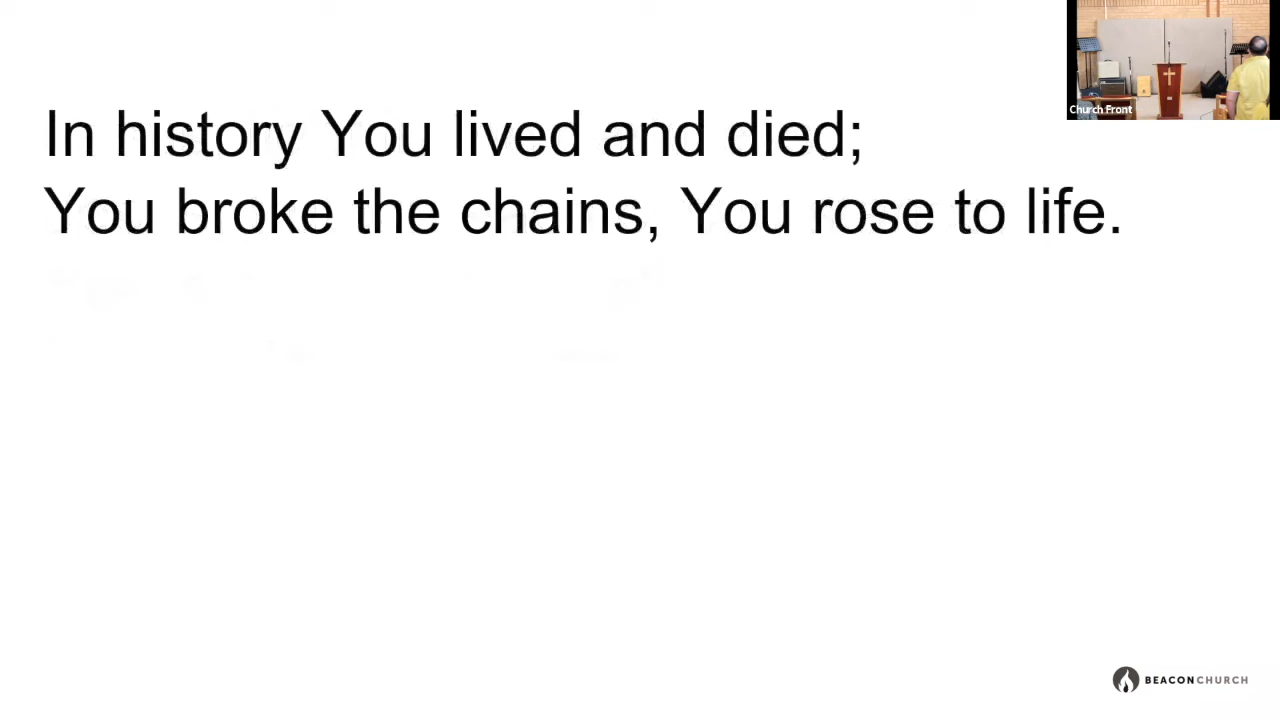 Church Front
In history You lived and died;
You broke the chains, You rose to life.
BEACONCHURCH